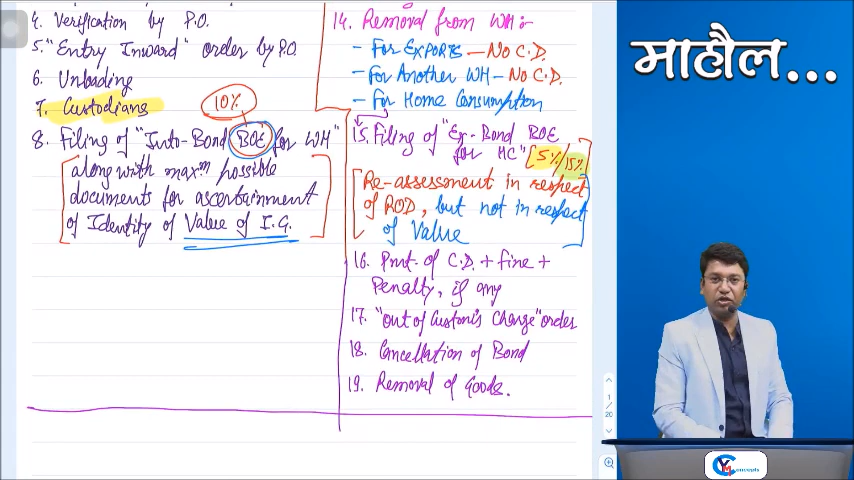 4. Verification by P.O.
5. "Entry Inward" order by P.O
6. Unloading
7. Custodians
10%
8. Filing of "Into-Bond BOE for WH"
along with maxm possible
documents for ascertainment
of Identity of Value of I.G.
14. Removal from WH:-
- For EXPORTS - No C.D.
- For Another WH - No C.D.
- For Home Consumption
15. Filing of "Ex-Bond BOE
for HC" [5%/15%]
Re-assessment in respect
of ROD, but not in respect
of Value
16. Pmt. of C.D. + fine +
Penalty, if any
17. "Out of Customs Charge" order
18. Cancellation of Bond
19. Removal of Goods.
माहौल...
1
20
concepts